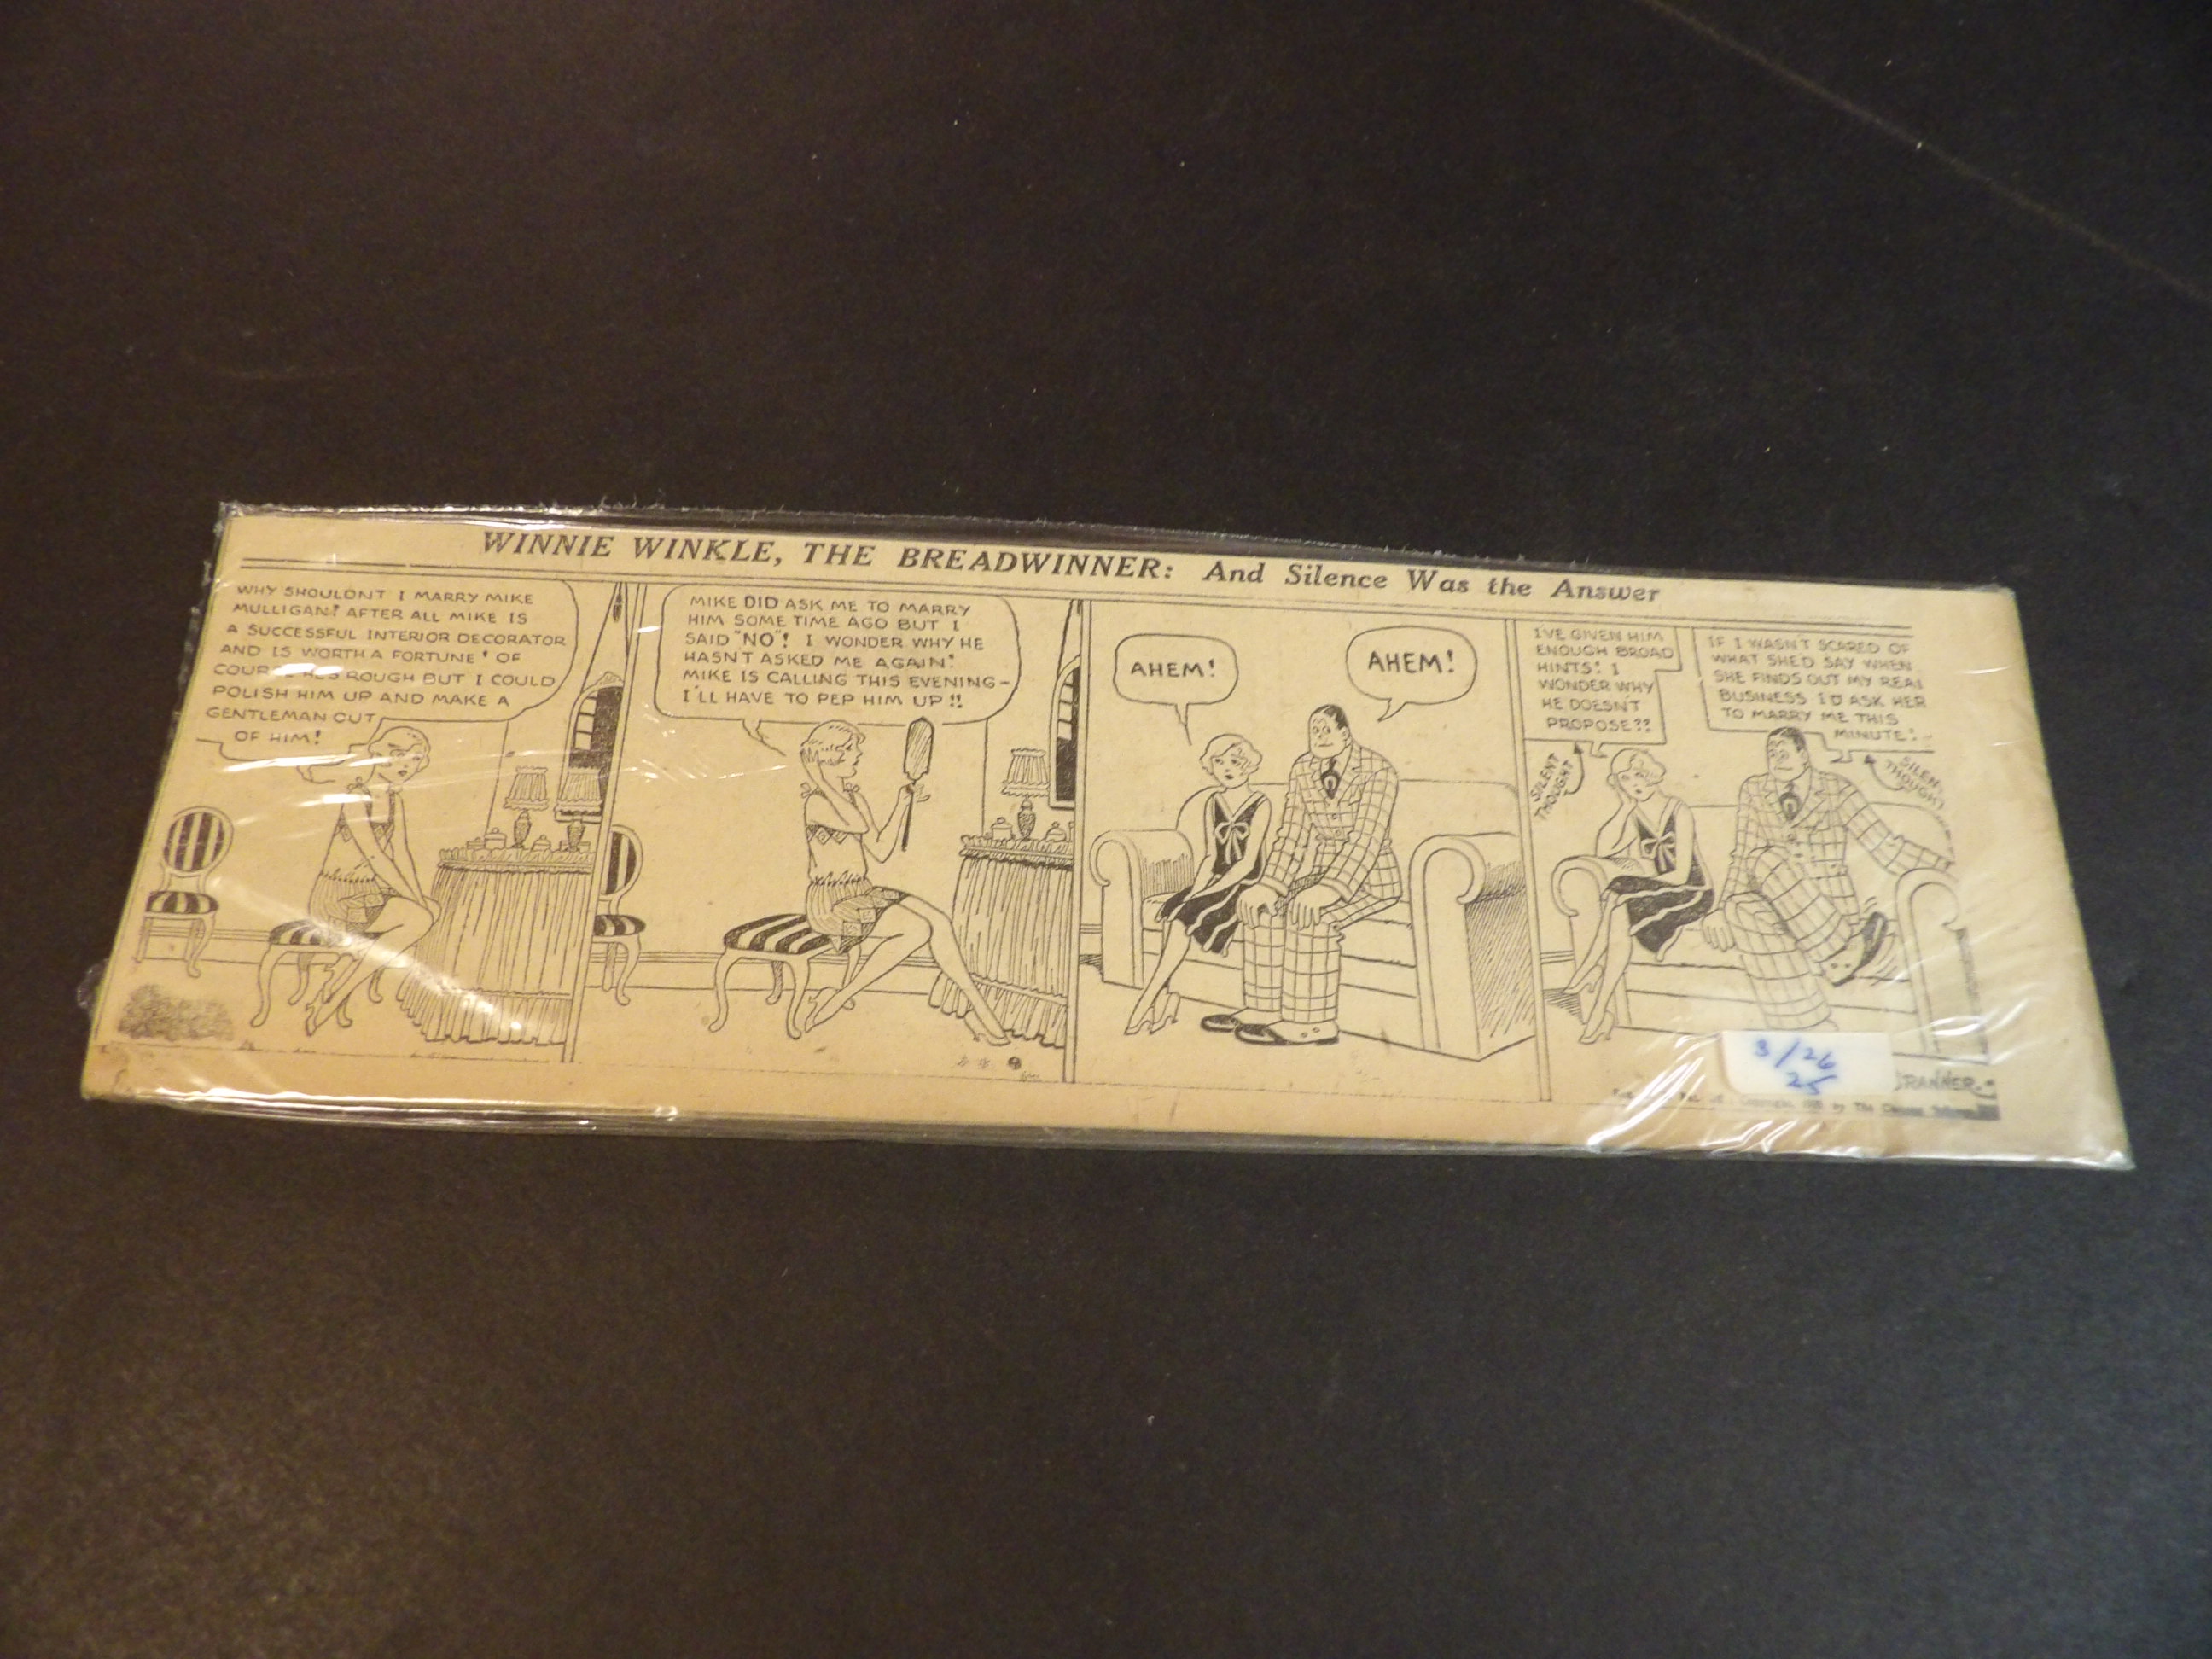 WINNIE WINKLE, THE BREADWINNER: And Silence Was the Answer
WHY SHOULDN'T I MARRY MIKE
MULLIGAN? AFTER ALL MIKE IS
A SUCCESSFUL INTERIOR DECORATOR
AND IS WORTH A FORTUNE! OF
COURSE HE'S ROUGH BUT I COULD
POLISH HIM UP AND MAKE A
GENTLEMAN OUT
OF HIM!
MIKE DID ASK ME TO MARRY
HIM SOME TIME AGO BUT I
SAID "NO"! I WONDER WHY HE
HASN'T ASKED ME AGAIN!
MIKE IS CALLING THIS EVENING-
I'LL HAVE TO PEP HIM UP!!
AHEM!
AHEM!
I'VE GIVEN HIM
ENOUGH BROAD
HINTS! I
WONDER WHY
HE DOESN'T
PROPOSE??
SILENT
THOUGHT
IF I WASN'T SCARED OF
WHAT SHE'D SAY WHEN
SHE FINDS OUT MY REAL
BUSINESS I'D ASK HER
TO MARRY ME THIS
MINUTE!
SILENT
THOUGHT
3/26
25
BRANNER
by The Chicago Tribune